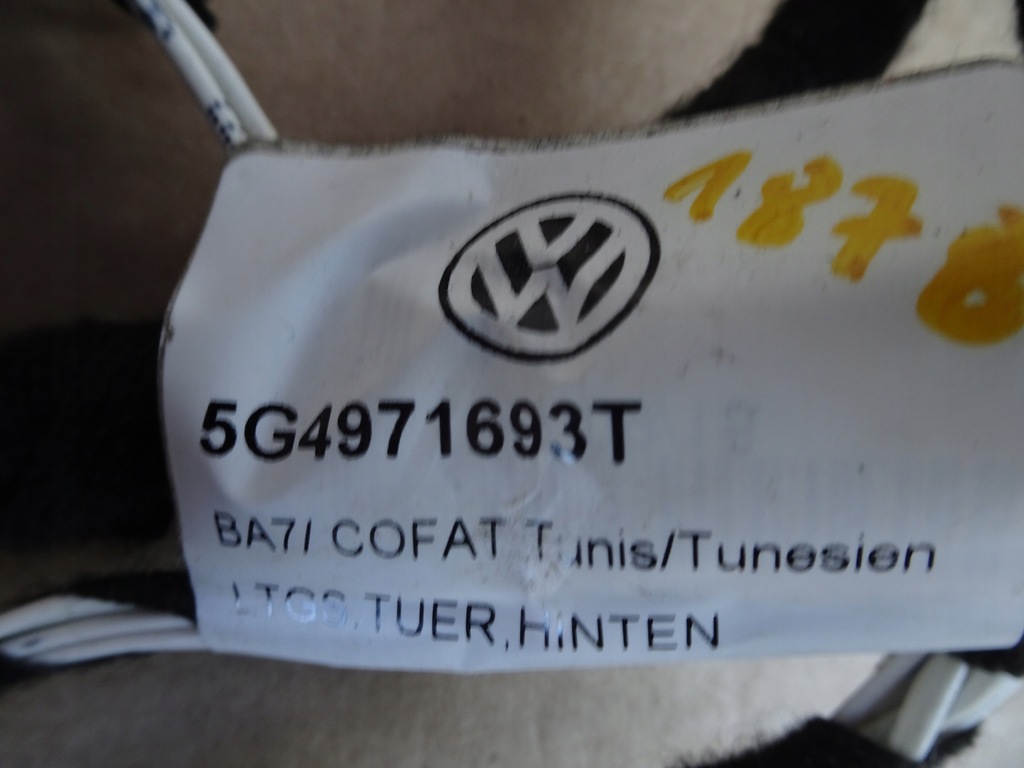 1878
5G4971693T
BA7I COFAT Tunis/Tunesien
LTGS,TUER,HINTEN